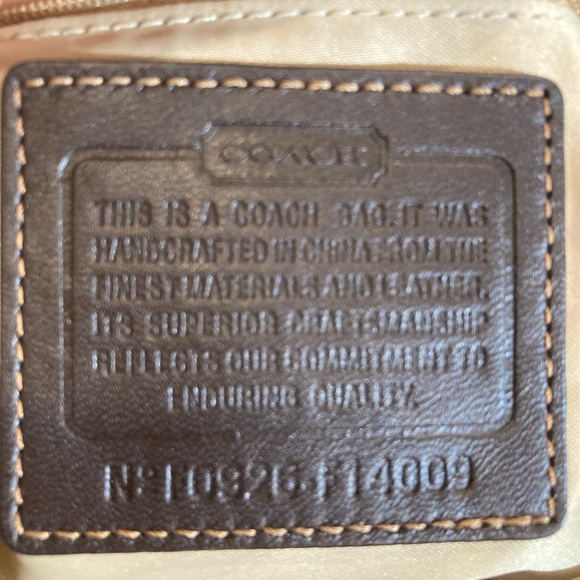 COACH
THIS IS A COACH BAG. IT WAS
HANDCRAFTED IN CHINA FROM THE
FINEST MATERIALS AND LEATHER.
ITS SUPERIOR CRAFTSMANSHIP
REFLECTS OUR COMMITMENT TO
ENDURING QUALITY.
Nº L0926-F14009